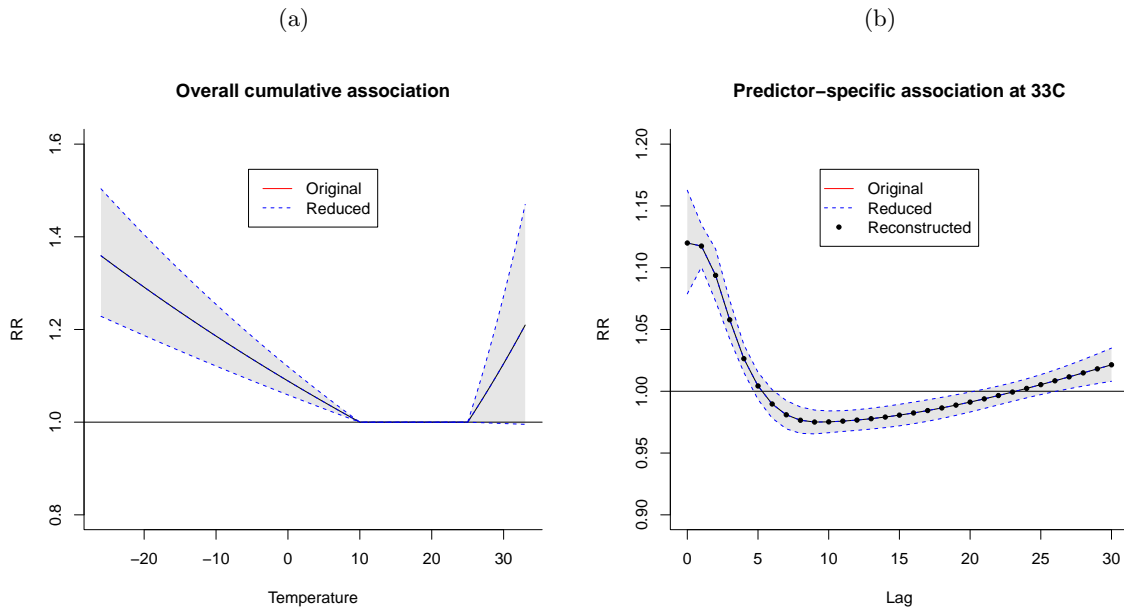 (a)
Overall cumulative association
RR
1.6
1.4
1.2
1.0
0.8
Original
Reduced
−20
−10
0
10
20
30
Temperature
(b)
Predictor−specific association at 33C
RR
1.20
1.15
1.10
1.05
1.00
0.95
0.90
Original
Reduced
Reconstructed
0
5
10
15
20
25
30
Lag